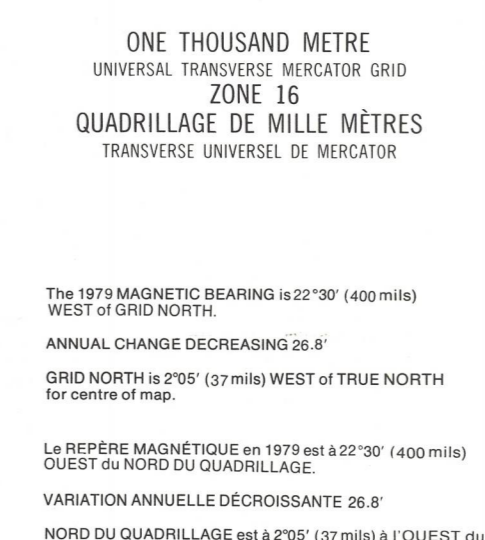 ONE THOUSAND METRE
UNIVERSAL TRANSVERSE MERCATOR GRID
ZONE 16
QUADRILLAGE DE MILLE MÈTRES
TRANSVERSE UNIVERSEL DE MERCATOR
The 1979 MAGNETIC BEARING is 22°30′ (400 mils)
WEST of GRID NORTH.
ANNUAL CHANGE DECREASING 26.8′
GRID NORTH is 2°05′ (37 mils) WEST of TRUE NORTH
for centre of map.
Le REPÈRE MAGNÉTIQUE en 1979 est à 22°30′ (400 mils)
OUEST du NORD DU QUADRILLAGE.
VARIATION ANNUELLE DÉCROISSANTE 26.8′
NORD DU QUADRILLAGE est à 2°05′ (37 mils) à l'OUEST du